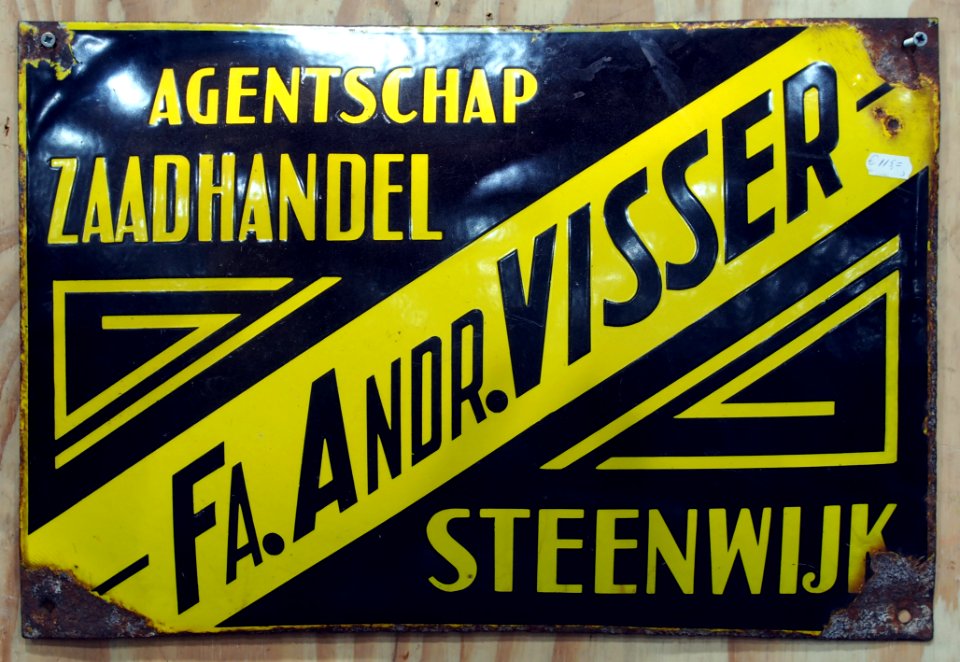 AGENTSCHAP
ZAADHANDEL
FA. ANDR. VISSER
STEENWIJK